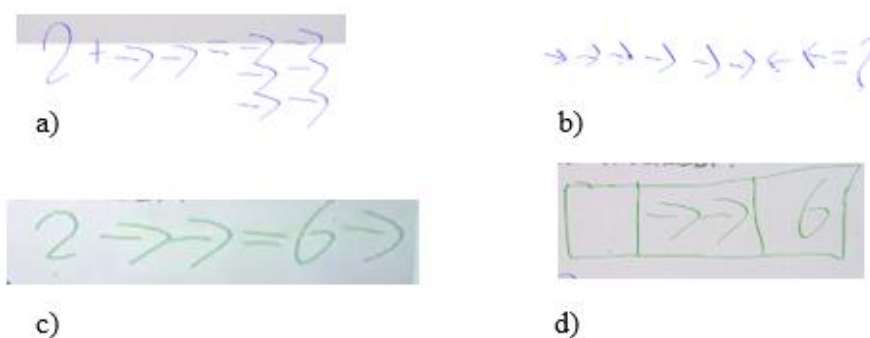 2 + → → = → →
→ →
→ →
a)
→ → → → → → ← ← = 2
b)
2 → → = 6 →
c)
→ → 6
d)